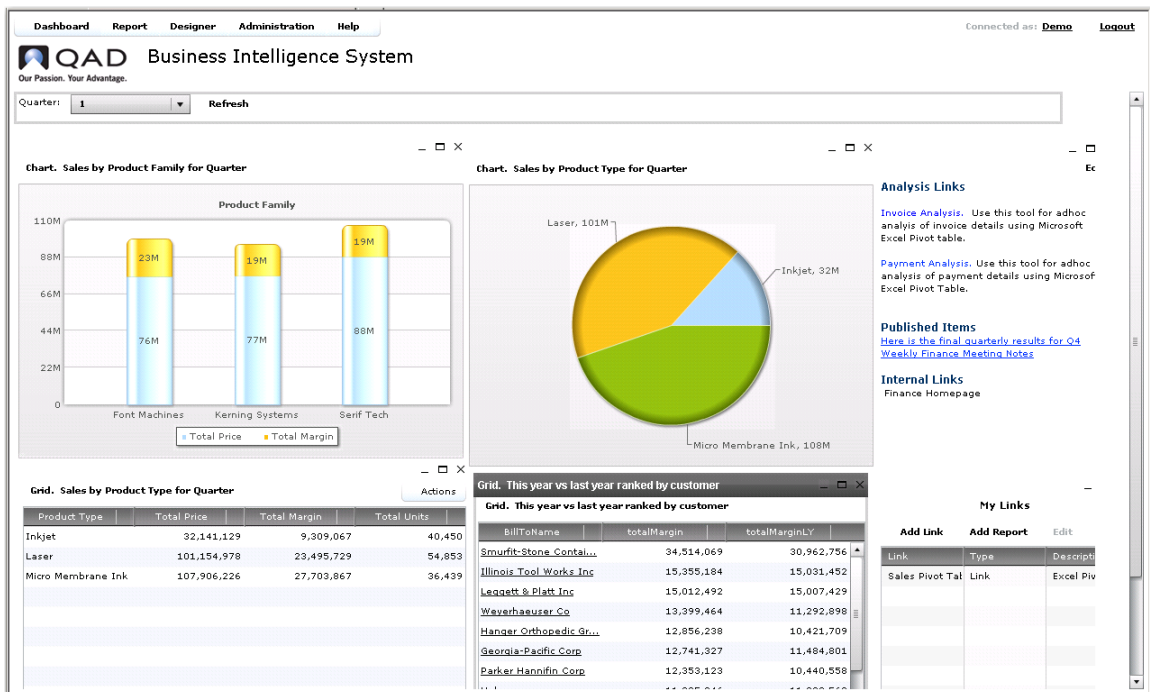 Dashboard Report Designer Administration Help
Connected as: Demo Logout
QAD Business Intelligence System
Our Passion. Your Advantage.
Quarter: 1 Refresh
Chart. Sales by Product Family for Quarter
Product Family
110M
88M
66M
44M
22M
0
23M
76M
19M
77M
19M
88M
Font Machines Kerning Systems Serif Tech
Total Price Total Margin
Chart. Sales by Product Type for Quarter
Laser, 101M
Inkjet, 32M
Micro Membrane Ink, 108M
Ec
Analysis Links
Invoice Analysis. Use this tool for adhoc
analyis of invoice details using Microsoft
Excel Pivot table.
Payment Analysis. Use this tool for adhoc
analysis of payment details using Microsof
Excel Pivot Table.
Published Items
Here is the final quarterly results for Q4
Weekly Finance Meeting Notes
Internal Links
Finance Homepage
Grid. Sales by Product Type for Quarter Actions
Product Type Total Price Total Margin Total Units
Inkjet 32,141,129 9,309,067 40,450
Laser 101,154,978 23,495,729 54,853
Micro Membrane Ink 107,906,226 27,703,867 36,439
Grid. This year vs last year ranked by customer
Grid. This year vs last year ranked by customer
BillToName totalMargin totalMarginLY
Smurfit-Stone Contai... 34,514,069 30,962,756
Illinois Tool Works Inc 15,355,184 15,031,452
Leggett & Platt Inc 15,012,492 15,007,429
Weyerhaeuser Co 13,399,464 11,292,898
Hanger Orthopedic Gr... 12,856,238 10,421,709
Georgia-Pacific Corp 12,741,327 11,484,801
Parker Hannifin Corp 12,353,123 10,440,558
My Links
Add Link Add Report Edit
Link Type Descripti
Sales Pivot Tal Link Excel Piv